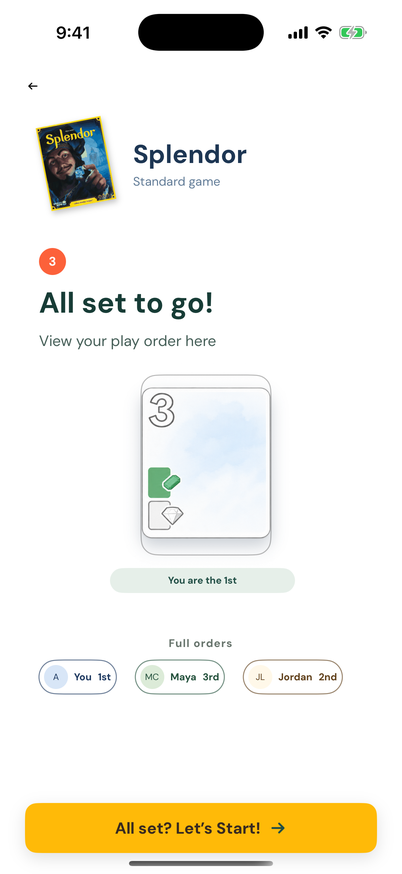 9:41
Splendor
Splendor
Standard game
3
All set to go!
View your play order here
3
You are the 1st
Full orders
A You 1st
MC Maya 3rd
JL Jordan 2nd
All set? Let's Start! →